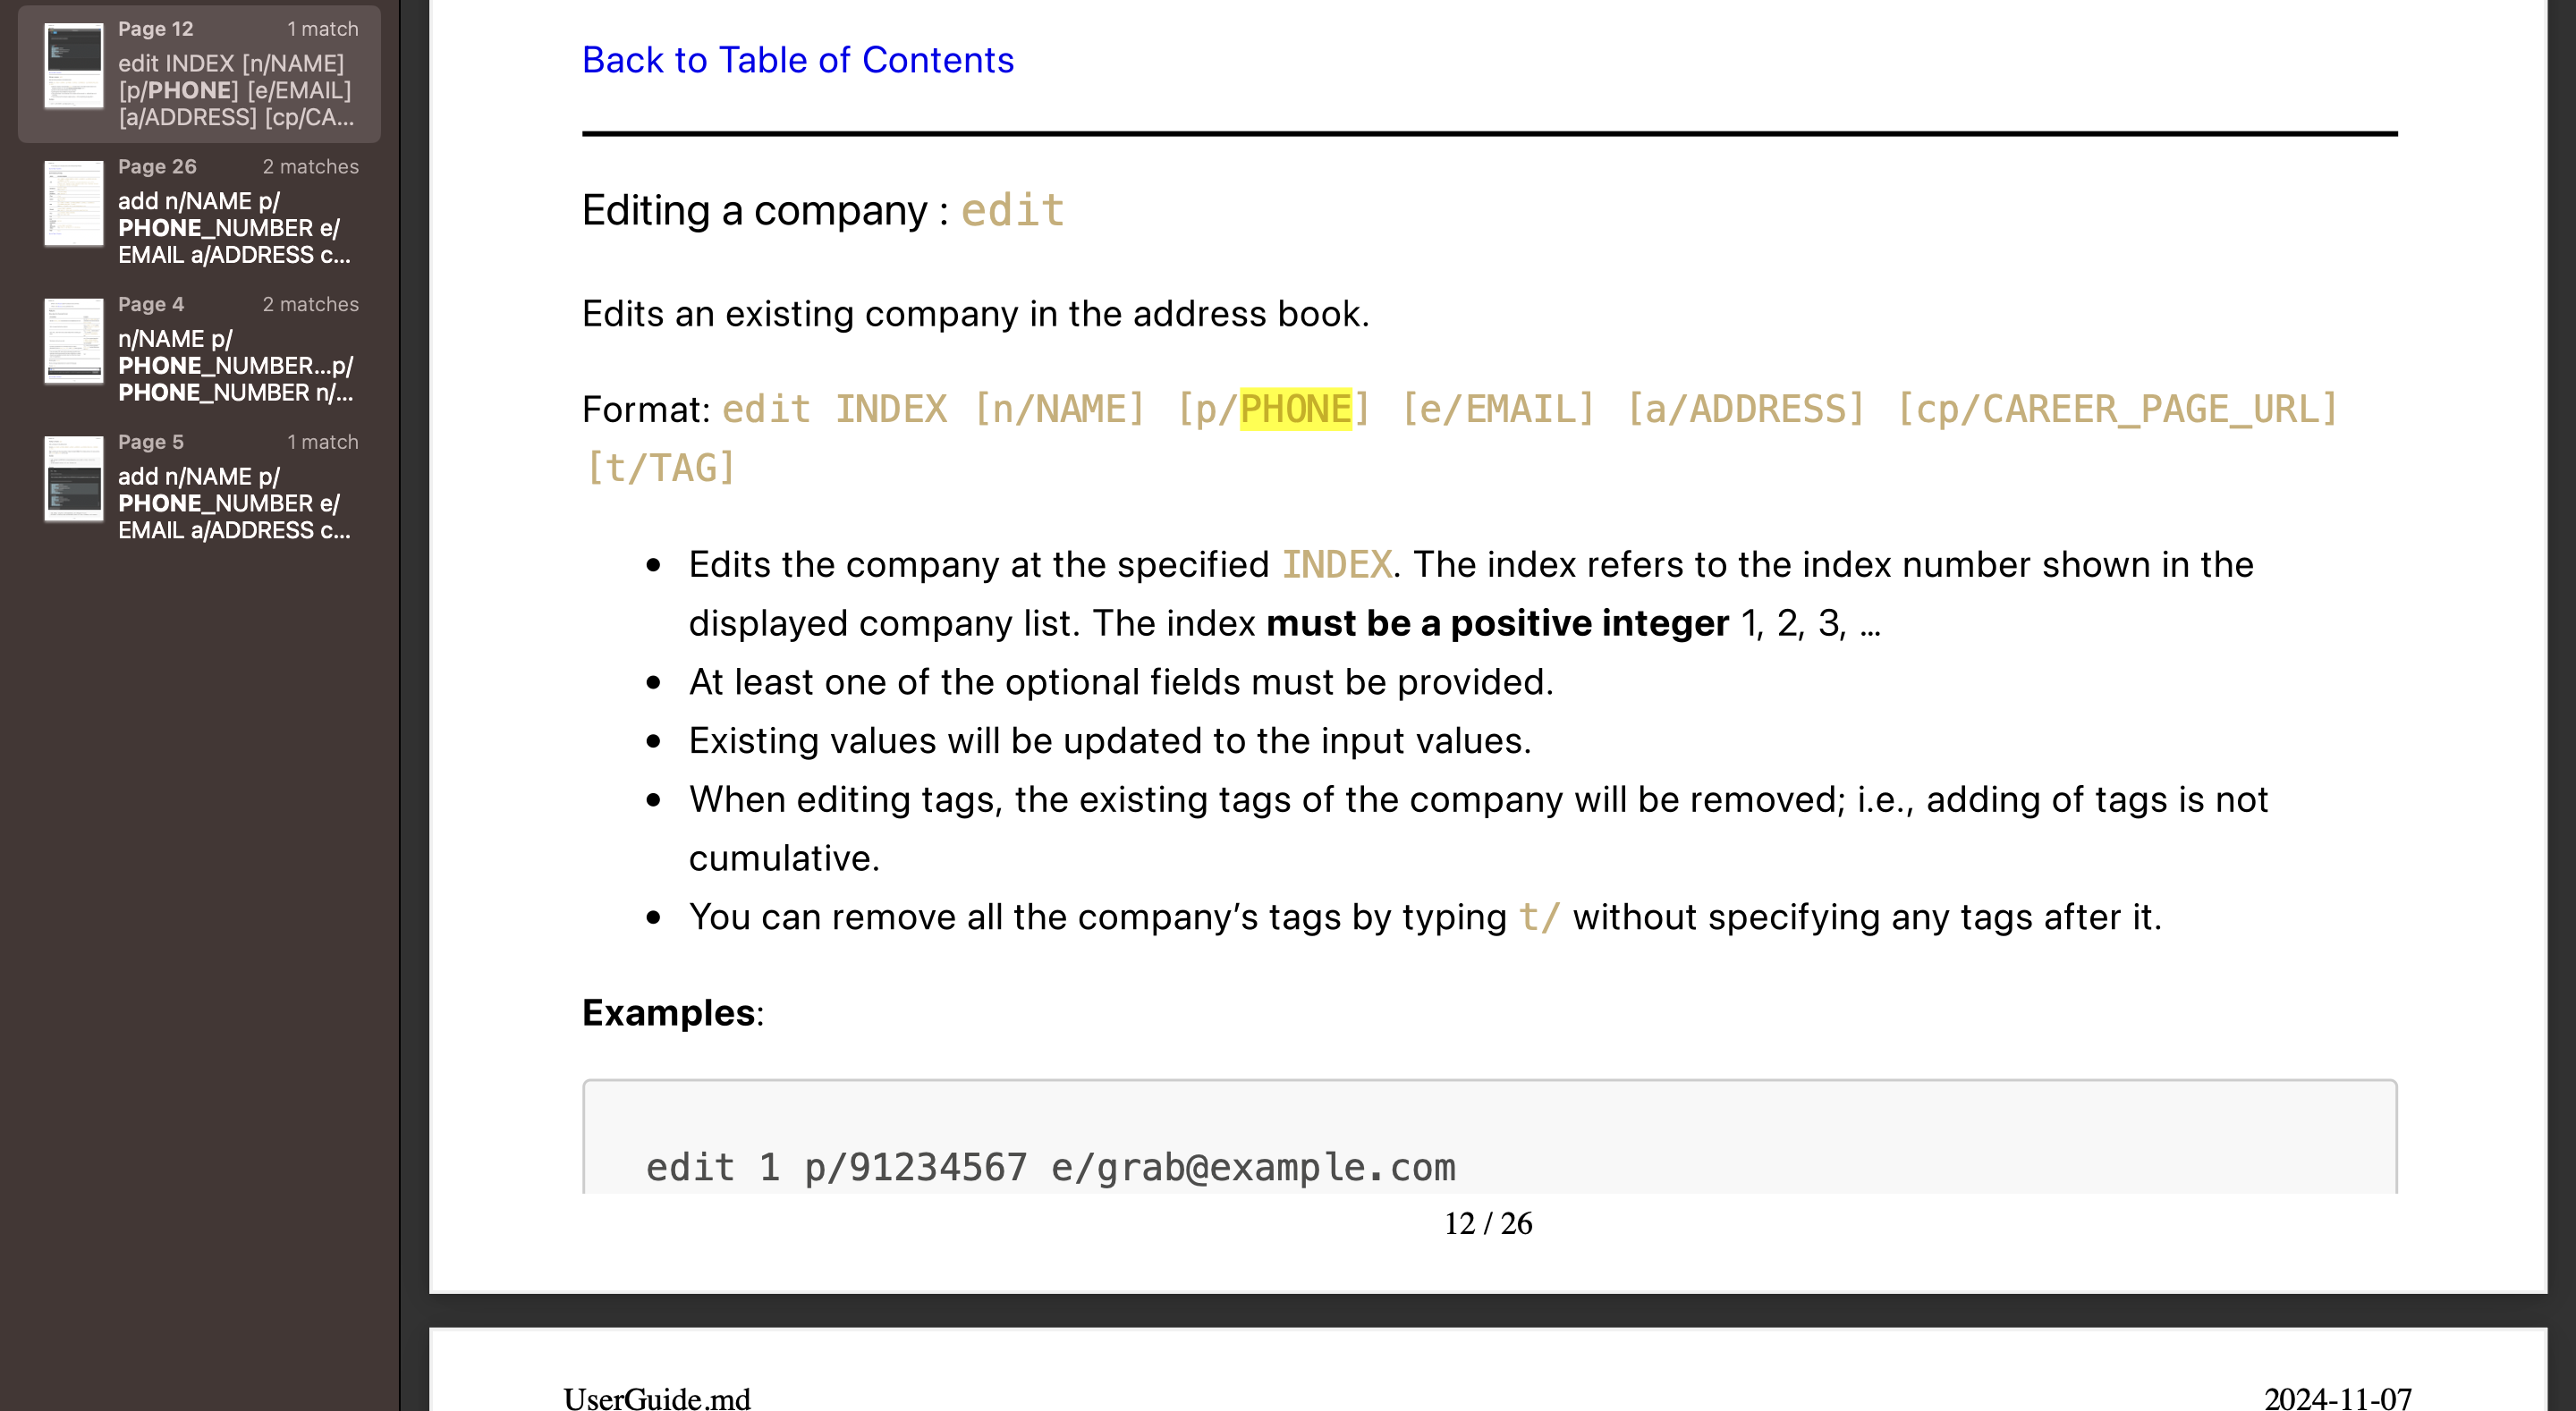 Page 12 1 match
edit INDEX [n/NAME]
[p/PHONE] [e/EMAIL]
[a/ADDRESS] [cp/CA...
Page 26 2 matches
add n/NAME p/
PHONE_NUMBER e/
EMAIL a/ADDRESS c...
Page 4 2 matches
n/NAME p/
PHONE_NUMBER...p/
PHONE_NUMBER n/...
Page 5 1 match
add n/NAME p/
PHONE_NUMBER e/
EMAIL a/ADDRESS c...
Back to Table of Contents
Editing a company : edit
Edits an existing company in the address book.
Format: edit INDEX [n/NAME] [p/PHONE] [e/EMAIL] [a/ADDRESS] [cp/CAREER_PAGE_URL]
[t/TAG]
• Edits the company at the specified INDEX. The index refers to the index number shown in the
displayed company list. The index must be a positive integer 1, 2, 3, …
• At least one of the optional fields must be provided.
• Existing values will be updated to the input values.
• When editing tags, the existing tags of the company will be removed; i.e., adding of tags is not
cumulative.
• You can remove all the company’s tags by typing t/ without specifying any tags after it.
Examples:
edit 1 p/91234567 e/grab@example.com
12 / 26
UserGuide.md 2024-11-07